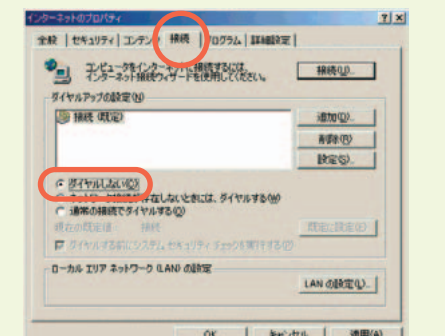 インターネットのプロパティ
全般 セキュリティ コンテンツ 接続 プログラム 詳細設定
コンピュータをインターネットに接続するには、
インターネット接続ウィザードを使用してください。
接続(U)...
ダイヤルアップの設定(N)
接続 (既定)
追加(D)...
削除(R)
設定(S)...
ダイヤルしない(C)
ネットワーク接続が存在しないときには、ダイヤルする(W)
通常の接続でダイヤルする(O)
現在の既定値: 接続
既定に設定(E)
ダイヤルする前にシステム セキュリティ チェックを実行する(P)
ローカル エリア ネットワーク (LAN) の設定
LAN の設定(L)...
OK キャンセル 適用(A)